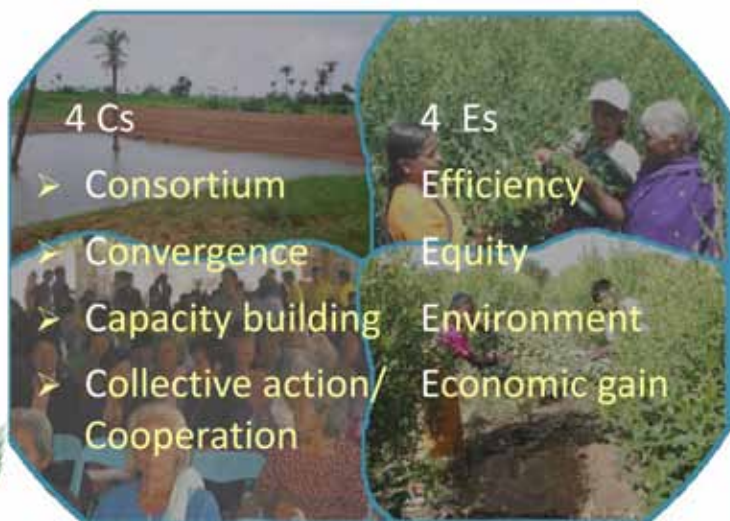 4 Cs
➢ Consortium
➢ Convergence
➢ Capacity building
➢ Collective action/
Cooperation
4 Es
Efficiency
Equity
Environment
Economic gain